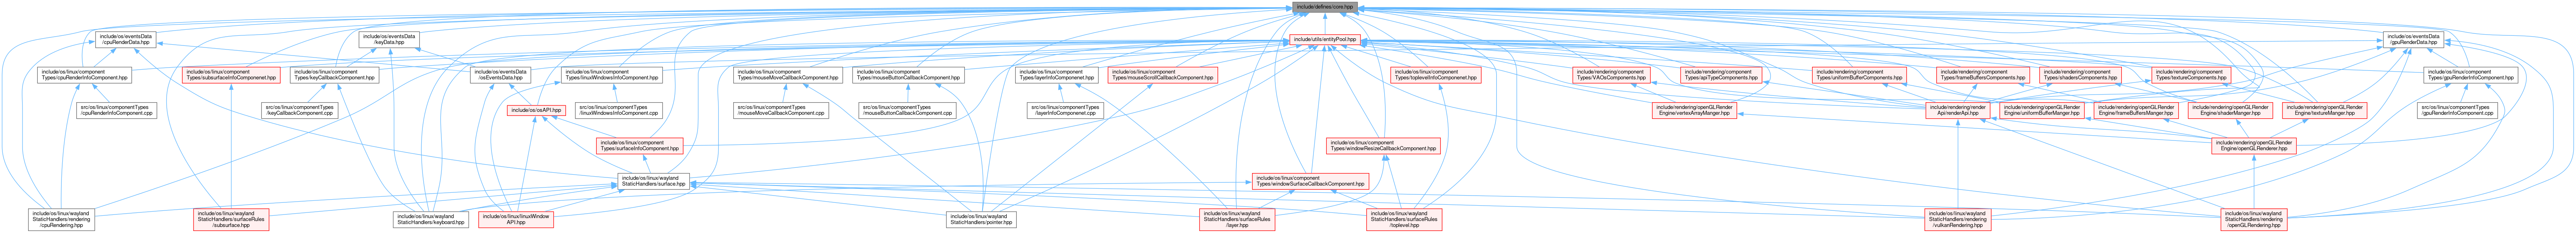 include/defines/core.hpp
include/os/eventsData
/cpuRenderData.hpp
include/os/eventsData
/keyData.hpp
include/utils/entityPool.hpp
include/os/eventsData
/gpuRenderData.hpp
include/os/linux/component
Types/cpuRenderInfoComponent.hpp
include/os/linux/component
Types/subsurfaceInfoComponenet.hpp
include/os/linux/component
Types/keyCallbackComponent.hpp
include/os/eventsData
/osEventsData.hpp
include/os/linux/component
Types/linuxWindowsInfoComponent.hpp
include/os/linux/component
Types/mouseMoveCallbackComponent.hpp
include/os/linux/component
Types/mouseButtonCallbackComponent.hpp
include/os/linux/component
Types/layerInfoComponenet.hpp
include/os/linux/component
Types/mouseScrollCallbackComponent.hpp
include/os/linux/component
Types/toplevelInfoComponenet.hpp
include/rendering/component
Types/VAOsComponents.hpp
include/rendering/component
Types/apiTypeComponents.hpp
include/rendering/component
Types/uniformBufferComponents.hpp
include/rendering/component
Types/frameBuffersComponents.hpp
include/rendering/component
Types/shadersComponents.hpp
include/rendering/component
Types/textureComponents.hpp
include/os/linux/component
Types/gpuRenderInfoComponent.hpp
src/os/linux/componentTypes
/cpuRenderInfoComponent.cpp
src/os/linux/componentTypes
/keyCallbackComponent.cpp
include/os/osAPI.hpp
src/os/linux/componentTypes
/linuxWindowsInfoComponent.cpp
src/os/linux/componentTypes
/mouseMoveCallbackComponent.cpp
src/os/linux/componentTypes
/mouseButtonCallbackComponent.cpp
src/os/linux/componentTypes
/layerInfoComponenet.cpp
include/rendering/openGLRender
Engine/vertexArrayManger.hpp
include/rendering/render
Api/renderApi.hpp
include/rendering/openGLRender
Engine/uniformBufferManger.hpp
include/rendering/openGLRender
Engine/frameBuffersManger.hpp
include/rendering/openGLRender
Engine/shaderManger.hpp
include/rendering/openGLRender
Engine/textureManger.hpp
src/os/linux/componentTypes
/gpuRenderInfoComponent.cpp
include/os/linux/component
Types/surfaceInfoComponent.hpp
include/os/linux/component
Types/windowResizeCallbackComponent.hpp
include/rendering/openGLRender
Engine/openGLRenderer.hpp
include/os/linux/wayland
StaticHandlers/surface.hpp
include/os/linux/component
Types/windowSurfaceCallbackComponent.hpp
include/os/linux/wayland
StaticHandlers/rendering
/cpuRendering.hpp
include/os/linux/wayland
StaticHandlers/surfaceRules
/subsurface.hpp
include/os/linux/wayland
StaticHandlers/keyboard.hpp
include/os/linux/linuxWindow
API.hpp
include/os/linux/wayland
StaticHandlers/pointer.hpp
include/os/linux/wayland
StaticHandlers/surfaceRules
/layer.hpp
include/os/linux/wayland
StaticHandlers/surfaceRules
/toplevel.hpp
include/os/linux/wayland
StaticHandlers/rendering
/vulkanRendering.hpp
include/os/linux/wayland
StaticHandlers/rendering
/openGLRendering.hpp